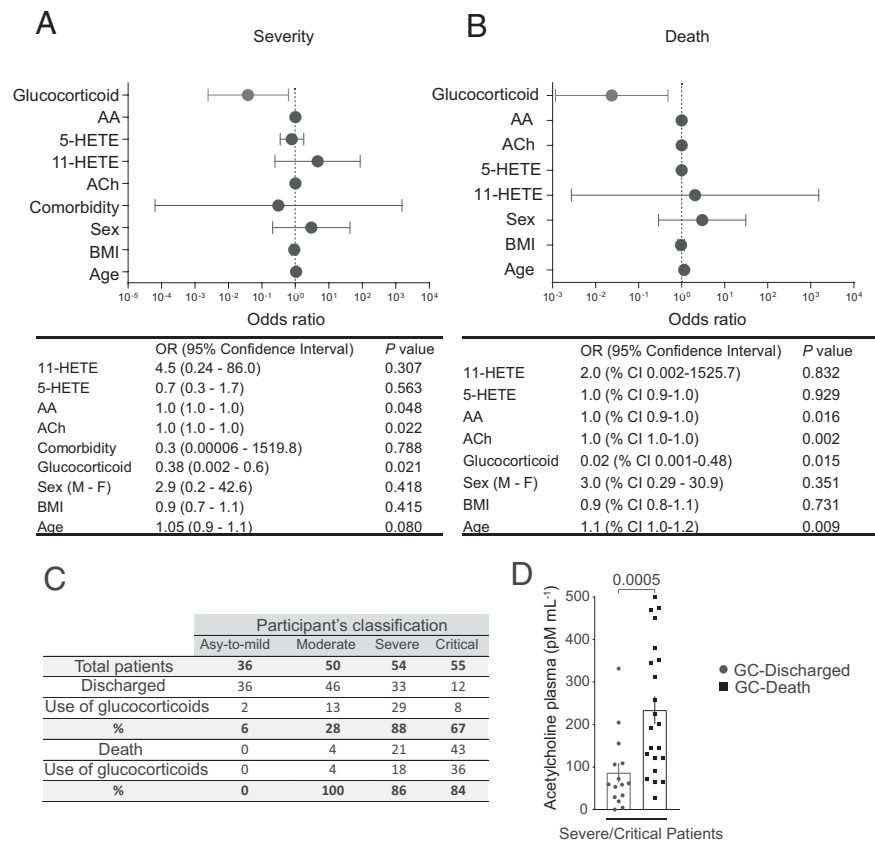 A
Severity
Glucocorticoid
AA
5-HETE
11-HETE
ACh
Comorbidity
Sex
BMI
Age
10-5 10-4 10-3 10-2 10-1 100 101 102 103 104
Odds ratio
OR (95% Confidence Interval) P value
11-HETE 4.5 (0.24 - 86.0) 0.307
5-HETE 0.7 (0.3 - 1.7) 0.563
AA 1.0 (1.0 - 1.0) 0.048
ACh 1.0 (1.0 - 1.0) 0.022
Comorbidity 0.3 (0.00006 - 1519.8) 0.788
Glucocorticoid 0.38 (0.002 - 0.6) 0.021
Sex (M - F) 2.9 (0.2 - 42.6) 0.418
BMI 0.9 (0.7 - 1.1) 0.415
Age 1.05 (0.9 - 1.1) 0.080
B
Death
Glucocorticoid
AA
ACh
5-HETE
11-HETE
Sex
BMI
Age
10-3 10-2 10-1 100 101 102 103 104
Odds ratio
OR (95% Confidence Interval) P value
11-HETE 2.0 (% CI 0.002-1525.7) 0.832
5-HETE 1.0 (% CI 0.9-1.0) 0.929
AA 1.0 (% CI 0.9-1.0) 0.016
ACh 1.0 (% CI 1.0-1.0) 0.002
Glucocorticoid 0.02 (% CI 0.001-0.48) 0.015
Sex (M - F) 3.0 (% CI 0.29 - 30.9) 0.351
BMI 0.9 (% CI 0.8-1.1) 0.731
Age 1.1 (% CI 1.0-1.2) 0.009
C
Participant's classification
Asy-to-mild Moderate Severe Critical
Total patients 36 50 54 55
Discharged 36 46 33 12
Use of glucocorticoids 2 13 29 8
% 6 28 88 67
Death 0 4 21 43
Use of glucocorticoids 0 4 18 36
% 0 100 86 84
D
0.0005
Acetylcholine plasma (pM mL-1)
500
400
300
200
100
0
GC-Discharged
GC-Death
Severe/Critical Patients